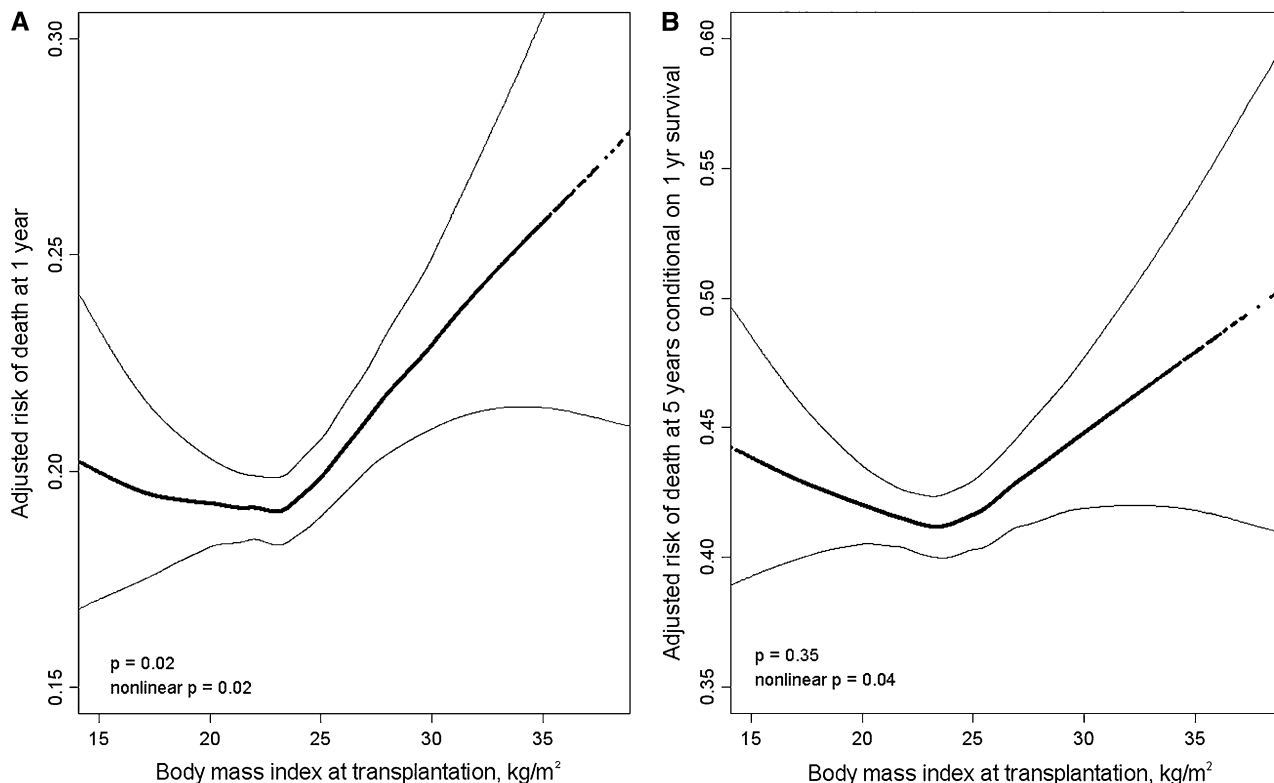 A
Adjusted risk of death at 1 year
0.30
0.25
0.20
0.15
p = 0.02
nonlinear p = 0.02
15 20 25 30 35
Body mass index at transplantation, kg/m²
B
Adjusted risk of death at 5 years conditional on 1 yr survival
0.60
0.55
0.50
0.45
0.40
0.35
p = 0.35
nonlinear p = 0.04
15 20 25 30 35
Body mass index at transplantation, kg/m²